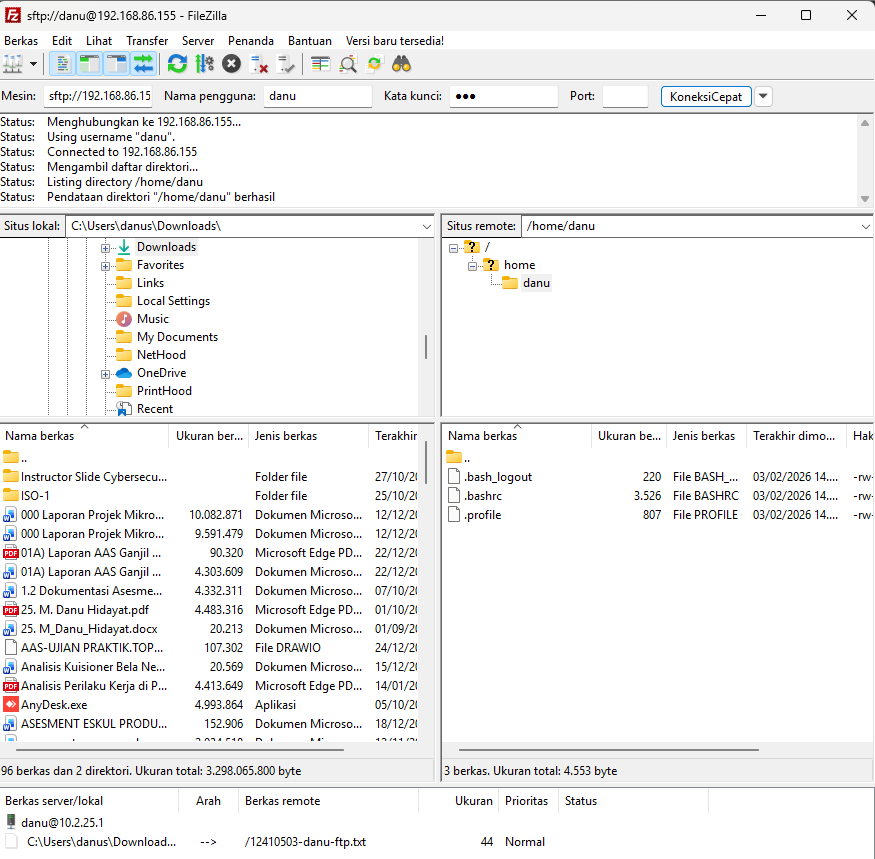 sftp://danu@192.168.86.155 - FileZilla
Berkas Edit Lihat Transfer Server Penanda Bantuan Versi baru tersedia!
Mesin: sftp://192.168.86.15 Nama pengguna: danu Kata kunci: ●●● Port: KoneksiCepat
Status: Menghubungkan ke 192.168.86.155...
Status: Using username "danu".
Status: Connected to 192.168.86.155
Status: Mengambil daftar direktori...
Status: Listing directory /home/danu
Status: Pendataan direktori "/home/danu" berhasil
Situs lokal: C:\Users\danus\Downloads\
Downloads
Favorites
Links
Local Settings
Music
My Documents
NetHood
OneDrive
PrintHood
Recent
Situs remote: /home/danu
/
home
danu
Nama berkas Ukuran ber... Jenis berkas Terakhir
..
Instructor Slide Cybersecu... Folder file 27/10/20
ISO-1 Folder file 25/10/20
000 Laporan Projek Mikro... 10.082.871 Dokumen Microso... 12/12/20
000 Laporan Projek Mikro... 9.591.479 Dokumen Microso... 12/12/20
01A) Laporan AAS Ganjil ... 90.320 Microsoft Edge PD... 22/12/20
01A) Laporan AAS Ganjil ... 4.303.609 Dokumen Microso... 22/12/20
1.2 Dokumentasi Asesme... 4.332.311 Dokumen Microso... 07/10/20
25. M. Danu Hidayat.pdf 4.483.316 Microsoft Edge PD... 01/10/20
25. M_Danu_Hidayat.docx 20.213 Dokumen Microso... 01/09/20
AAS-UJIAN PRAKTIK.TOP... 107.302 File DRAWIO 24/12/20
Analisis Kuisioner Bela Ne... 20.569 Dokumen Microso... 15/12/20
Analisis Perilaku Kerja di P... 4.413.649 Microsoft Edge PD... 14/01/20
AnyDesk.exe 4.993.864 Aplikasi 05/10/20
ASESMENT ESKUL PRODU... 152.906 Dokumen Microso... 18/12/20
96 berkas dan 2 direktori. Ukuran total: 3.298.065.800 byte
Nama berkas Ukuran be... Jenis berkas Terakhir dimo... Hak
..
.bash_logout 220 File BASH_... 03/02/2026 14.... -rw-
.bashrc 3.526 File BASHRC 03/02/2026 14.... -rw-
.profile 807 File PROFILE 03/02/2026 14.... -rw-
3 berkas. Ukuran total: 4.553 byte
Berkas server/lokal Arah Berkas remote Ukuran Prioritas Status
danu@10.2.25.1
C:\Users\danus\Download... --> /12410503-danu-ftp.txt 44 Normal